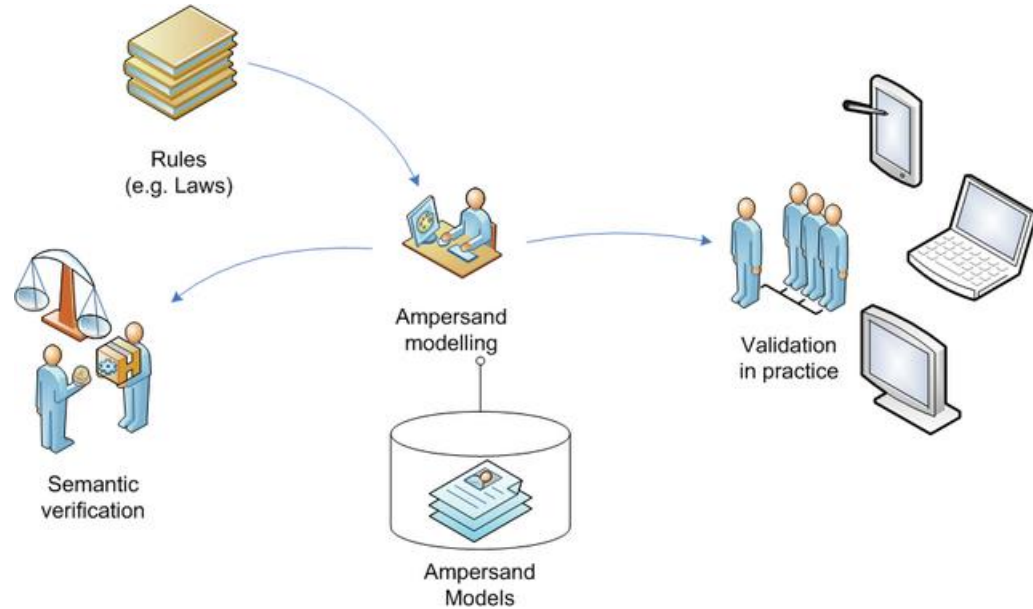 Rules
(e.g. Laws)
Ampersand
modelling
Validation
in practice
Semantic
verification
Ampersand
Models